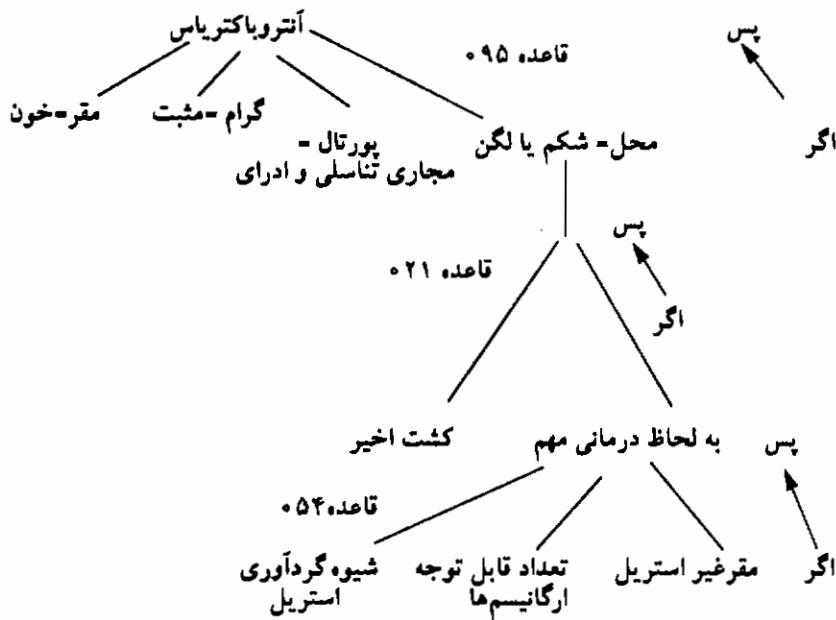 آنتروباکتریاس
پس
قاعده ۰۹۵
مقر=خون
گرام =مثبت
اگر
محل= شکم یا لگن
پورتال =
مجاری تناسلی و ادرای
پس
قاعده ۰۲۱
اگر
پس
به لحاظ درمانی مهم
کشت اخیر
قاعده۰۵۴
اگر
مقرغیر استریل
تعداد قابل توجه
ارگانیسم‌ها
شیوه گردآوری
استریل